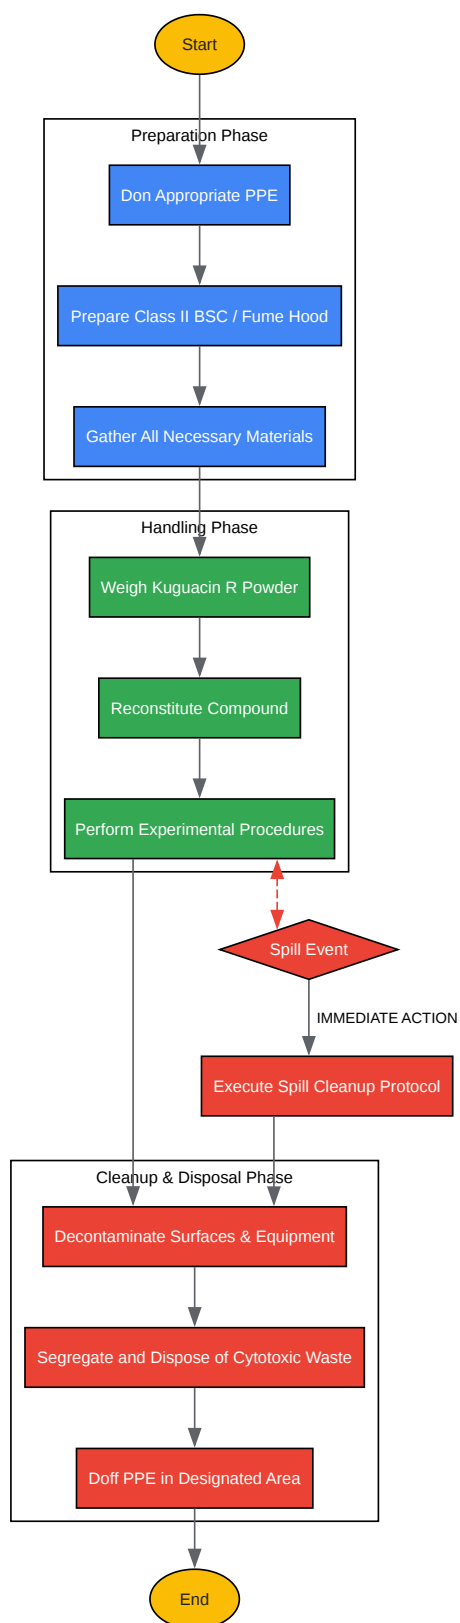 Start
Preparation Phase
Don Appropriate PPE
Prepare Class II BSC / Fume Hood
Gather All Necessary Materials
Handling Phase
Weigh Kuguacin R Powder
Reconstitute Compound
Perform Experimental Procedures
Spill Event
IMMEDIATE ACTION
Execute Spill Cleanup Protocol
Cleanup & Disposal Phase
Decontaminate Surfaces & Equipment
Segregate and Dispose of Cytotoxic Waste
Doff PPE in Designated Area
End